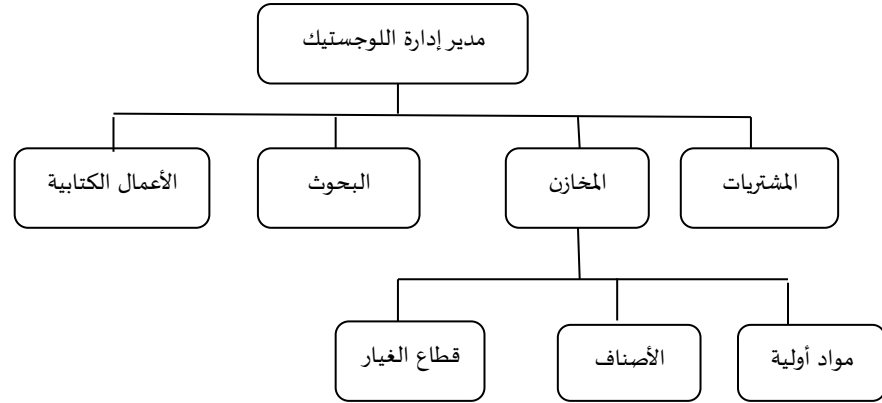 مدير إدارة اللوجستيك
المشتريات
المخازن
البحوث
الأعمال الكتابية
مواد أولية
الأصناف
قطاع الغيار